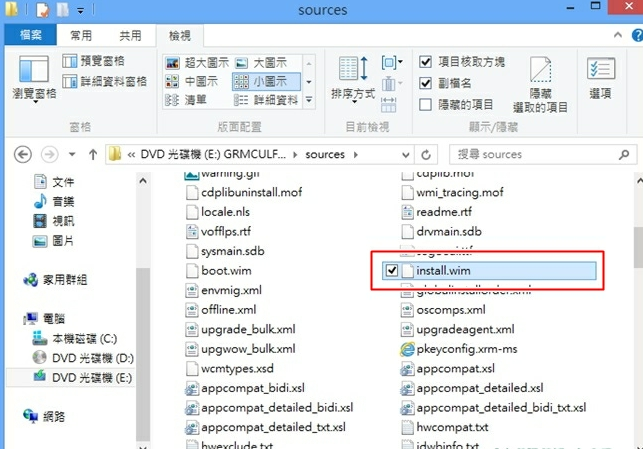 sources
檔案
常用
共用
檢視
瀏覽窗格
預覽窗格
詳細資料窗格
窗格
超大圖示
大圖示
中圖示
小圖示
清單
詳細資料
版面配置
排序方式
目前檢視
項目核取方塊
副檔名
隱藏的項目
隱藏
選取的項目
顯示/隱藏
選項
« DVD 光碟機 (E:) GRMCULF... sources
搜尋 sources
文件
音樂
視訊
圖片
家用群組
電腦
本機磁碟 (C:)
DVD 光碟機 (D:)
DVD 光碟機 (E:)
網路
warning.gif
cdplibuninstall.mof
locale.nls
vofflps.rtf
sysmain.sdb
boot.wim
envmig.xml
offline.xml
upgrade_bulk.xml
upgwow_bulk.xml
wcmtypes.xsd
appcompat_bidi.xsl
appcompat_detailed_bidi.xsl
appcompat_detailed_txt.xsl
hwexclude.txt
cdplib.mof
wmi_tracing.mof
readme.rtf
drvmain.sdb
install.wim
globalinstallorder.xml
oscomps.xml
upgradeagent.xml
pkeyconfig.xrm-ms
appcompat.xsl
appcompat_detailed.xsl
appcompat_detailed_bidi_txt.xsl
hwcompat.txt
idwbinfo.txt